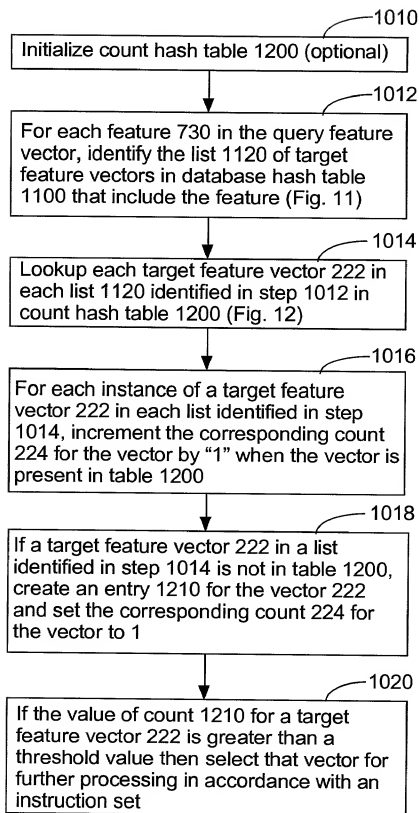 1010
Initialize count hash table 1200 (optional)
1012
For each feature 730 in the query feature
vector, identify the list 1120 of target
feature vectors in database hash table
1100 that include the feature (Fig. 11)
1014
Lookup each target feature vector 222 in
each list 1120 identified in step 1012 in
count hash table 1200 (Fig. 12)
1016
For each instance of a target feature
vector 222 in each list identified in step
1014, increment the corresponding count
224 for the vector by “1” when the vector is
present in table 1200
1018
If a target feature vector 222 in a list
identified in step 1014 is not in table 1200,
create an entry 1210 for the vector 222
and set the corresponding count 224 for
the vector to 1
1020
If the value of count 1210 for a target
feature vector 222 is greater than a
threshold value then select that vector for
further processing in accordance with an
instruction set